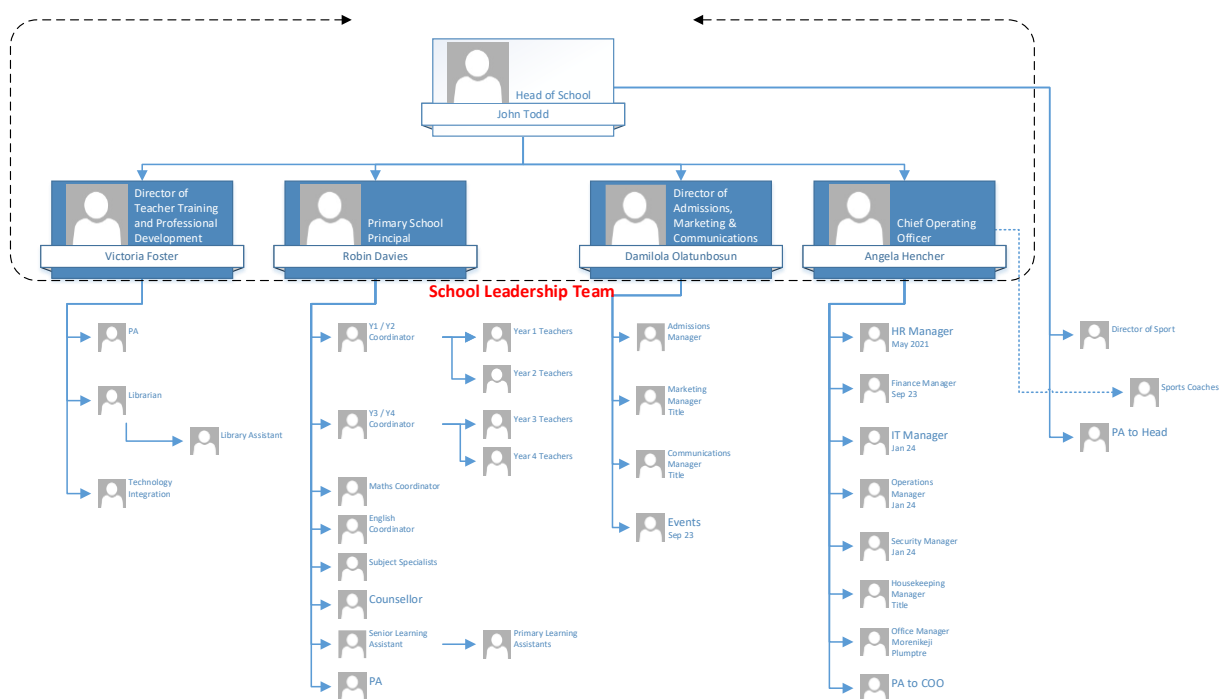 Head of School
John Todd
Director of
Teacher Training
and Professional
Development
Victoria Foster
Primary School
Principal
Robin Davies
Director of
Admissions,
Marketing &
Communications
Damilola Olatunbosun
Chief Operating
Officer
Angela Hencher
School Leadership Team
PA
Librarian
Library Assistant
Technology
Integration
Y1 / Y2
Coordinator
Year 1 Teachers
Year 2 Teachers
Y3 / Y4
Coordinator
Year 3 Teachers
Year 4 Teachers
Maths Coordinator
English
Coordinator
Subject Specialists
Counsellor
Senior Learning
Assistant
Primary Learning
Assistants
PA
Admissions
Manager
Marketing
Manager
Title
Communications
Manager
Title
Events
Sep 23
HR Manager
May 2021
Finance Manager
Sep 23
IT Manager
Jan 24
Operations
Manager
Jan 24
Security Manager
Jan 24
Housekeeping
Manager
Title
Office Manager
Morenikeji
Plumptre
PA to COO
Director of Sport
Sports Coaches
PA to Head